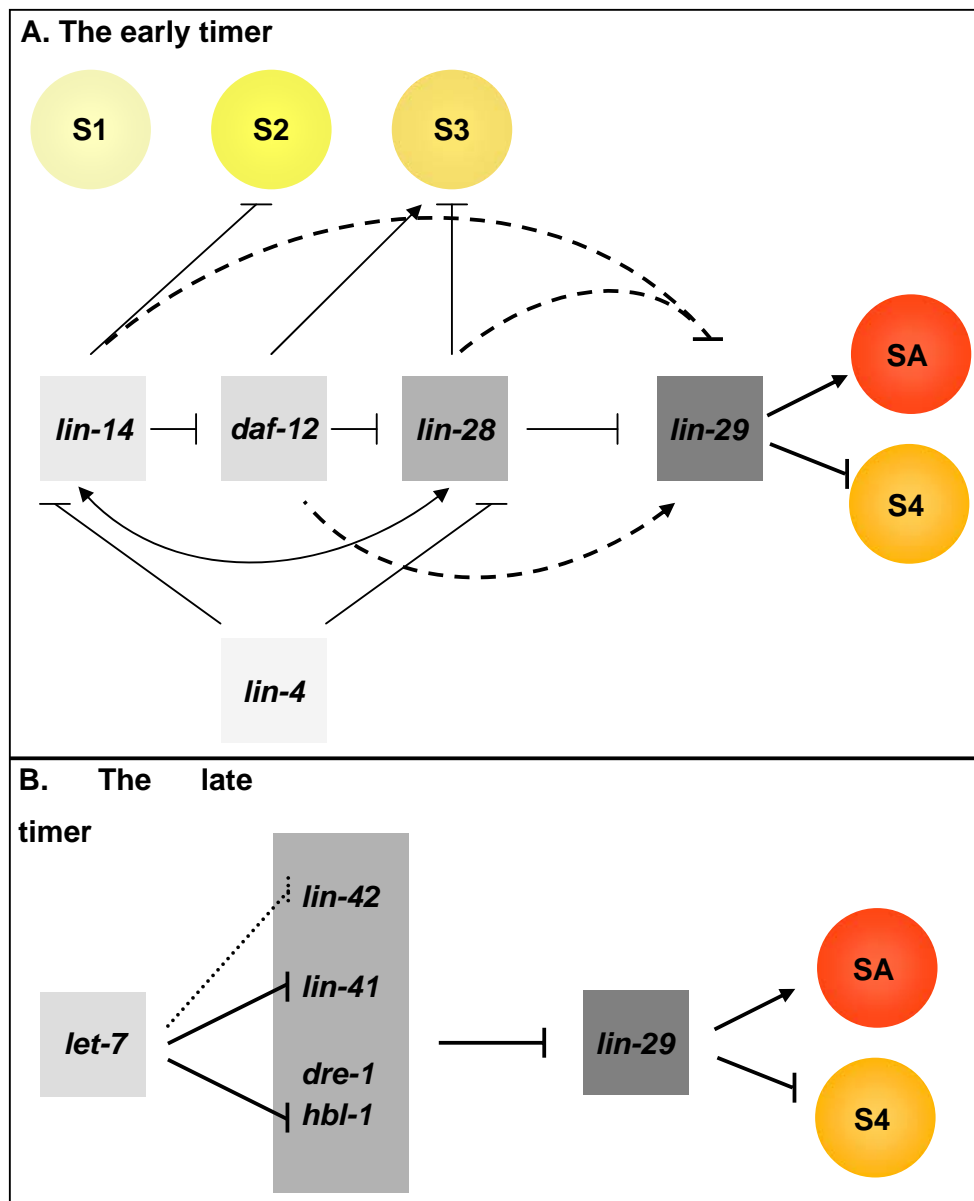 A. The early timer
S1 S2 S3
SA
lin-14 daf-12 lin-28 lin-29
S4
lin-4
B. The late
timer
lin-42
SA
lin-41
let-7 lin-29
dre-1
hbl-1
S4